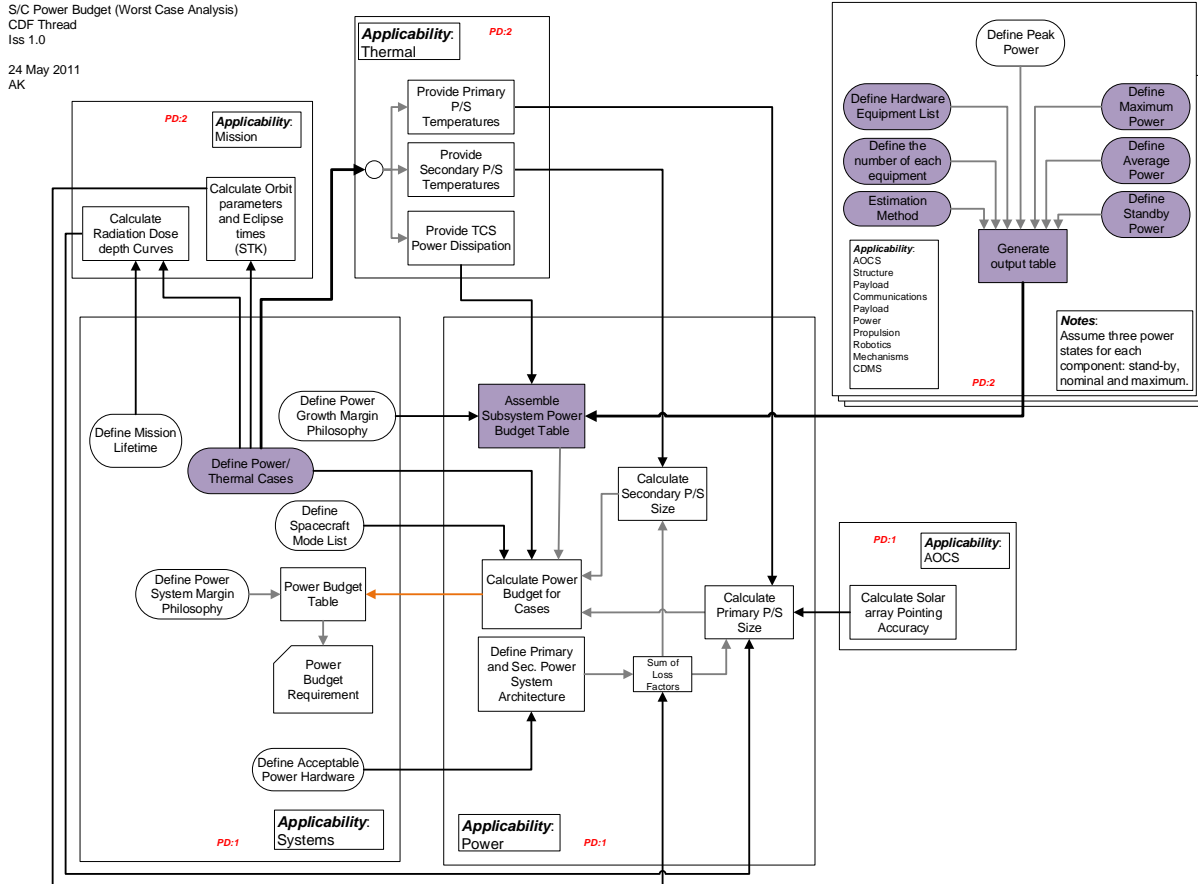 S/C Power Budget (Worst Case Analysis)
CDF Thread
Iss 1.0
24 May 2011
AK
PD:2
Applicability:
Mission
Calculate Orbit
parameters
and Eclipse
times
(STK)
Calculate
Radiation Dose
depth Curves
Applicability:
Thermal
PD:2
Provide Primary
P/S
Temperatures
Provide
Secondary P/S
Temperatures
Provide TCS
Power Dissipation
Define Peak
Power
Define Hardware
Equipment List
Define the
number of each
equipment
Estimation
Method
Define
Maximum
Power
Define
Average
Power
Define
Standby
Power
Generate
output table
Applicability:
AOCS
Structure
Payload
Communications
Payload
Power
Propulsion
Robotics
Mechanisms
CDMS
Notes:
Assume three power
states for each
component: stand-by,
nominal and maximum.
PD:2
Define Mission
Lifetime
Define Power
Growth Margin
Philosophy
Define Power/
Thermal Cases
Define
Spacecraft
Mode List
Define Power
System Margin
Philosophy
Power Budget
Table
Power
Budget
Requirement
Define Acceptable
Power Hardware
PD:1
Applicability:
Systems
Assemble
Subsystem Power
Budget Table
Calculate
Secondary P/S
Size
Calculate Power
Budget for
Cases
Calculate
Primary P/S
Size
Define Primary
and Sec. Power
System
Architecture
Sum of
Loss
Factors
Applicability:
Power
PD:1
PD:1
Applicability:
AOCS
Calculate Solar
array Pointing
Accuracy